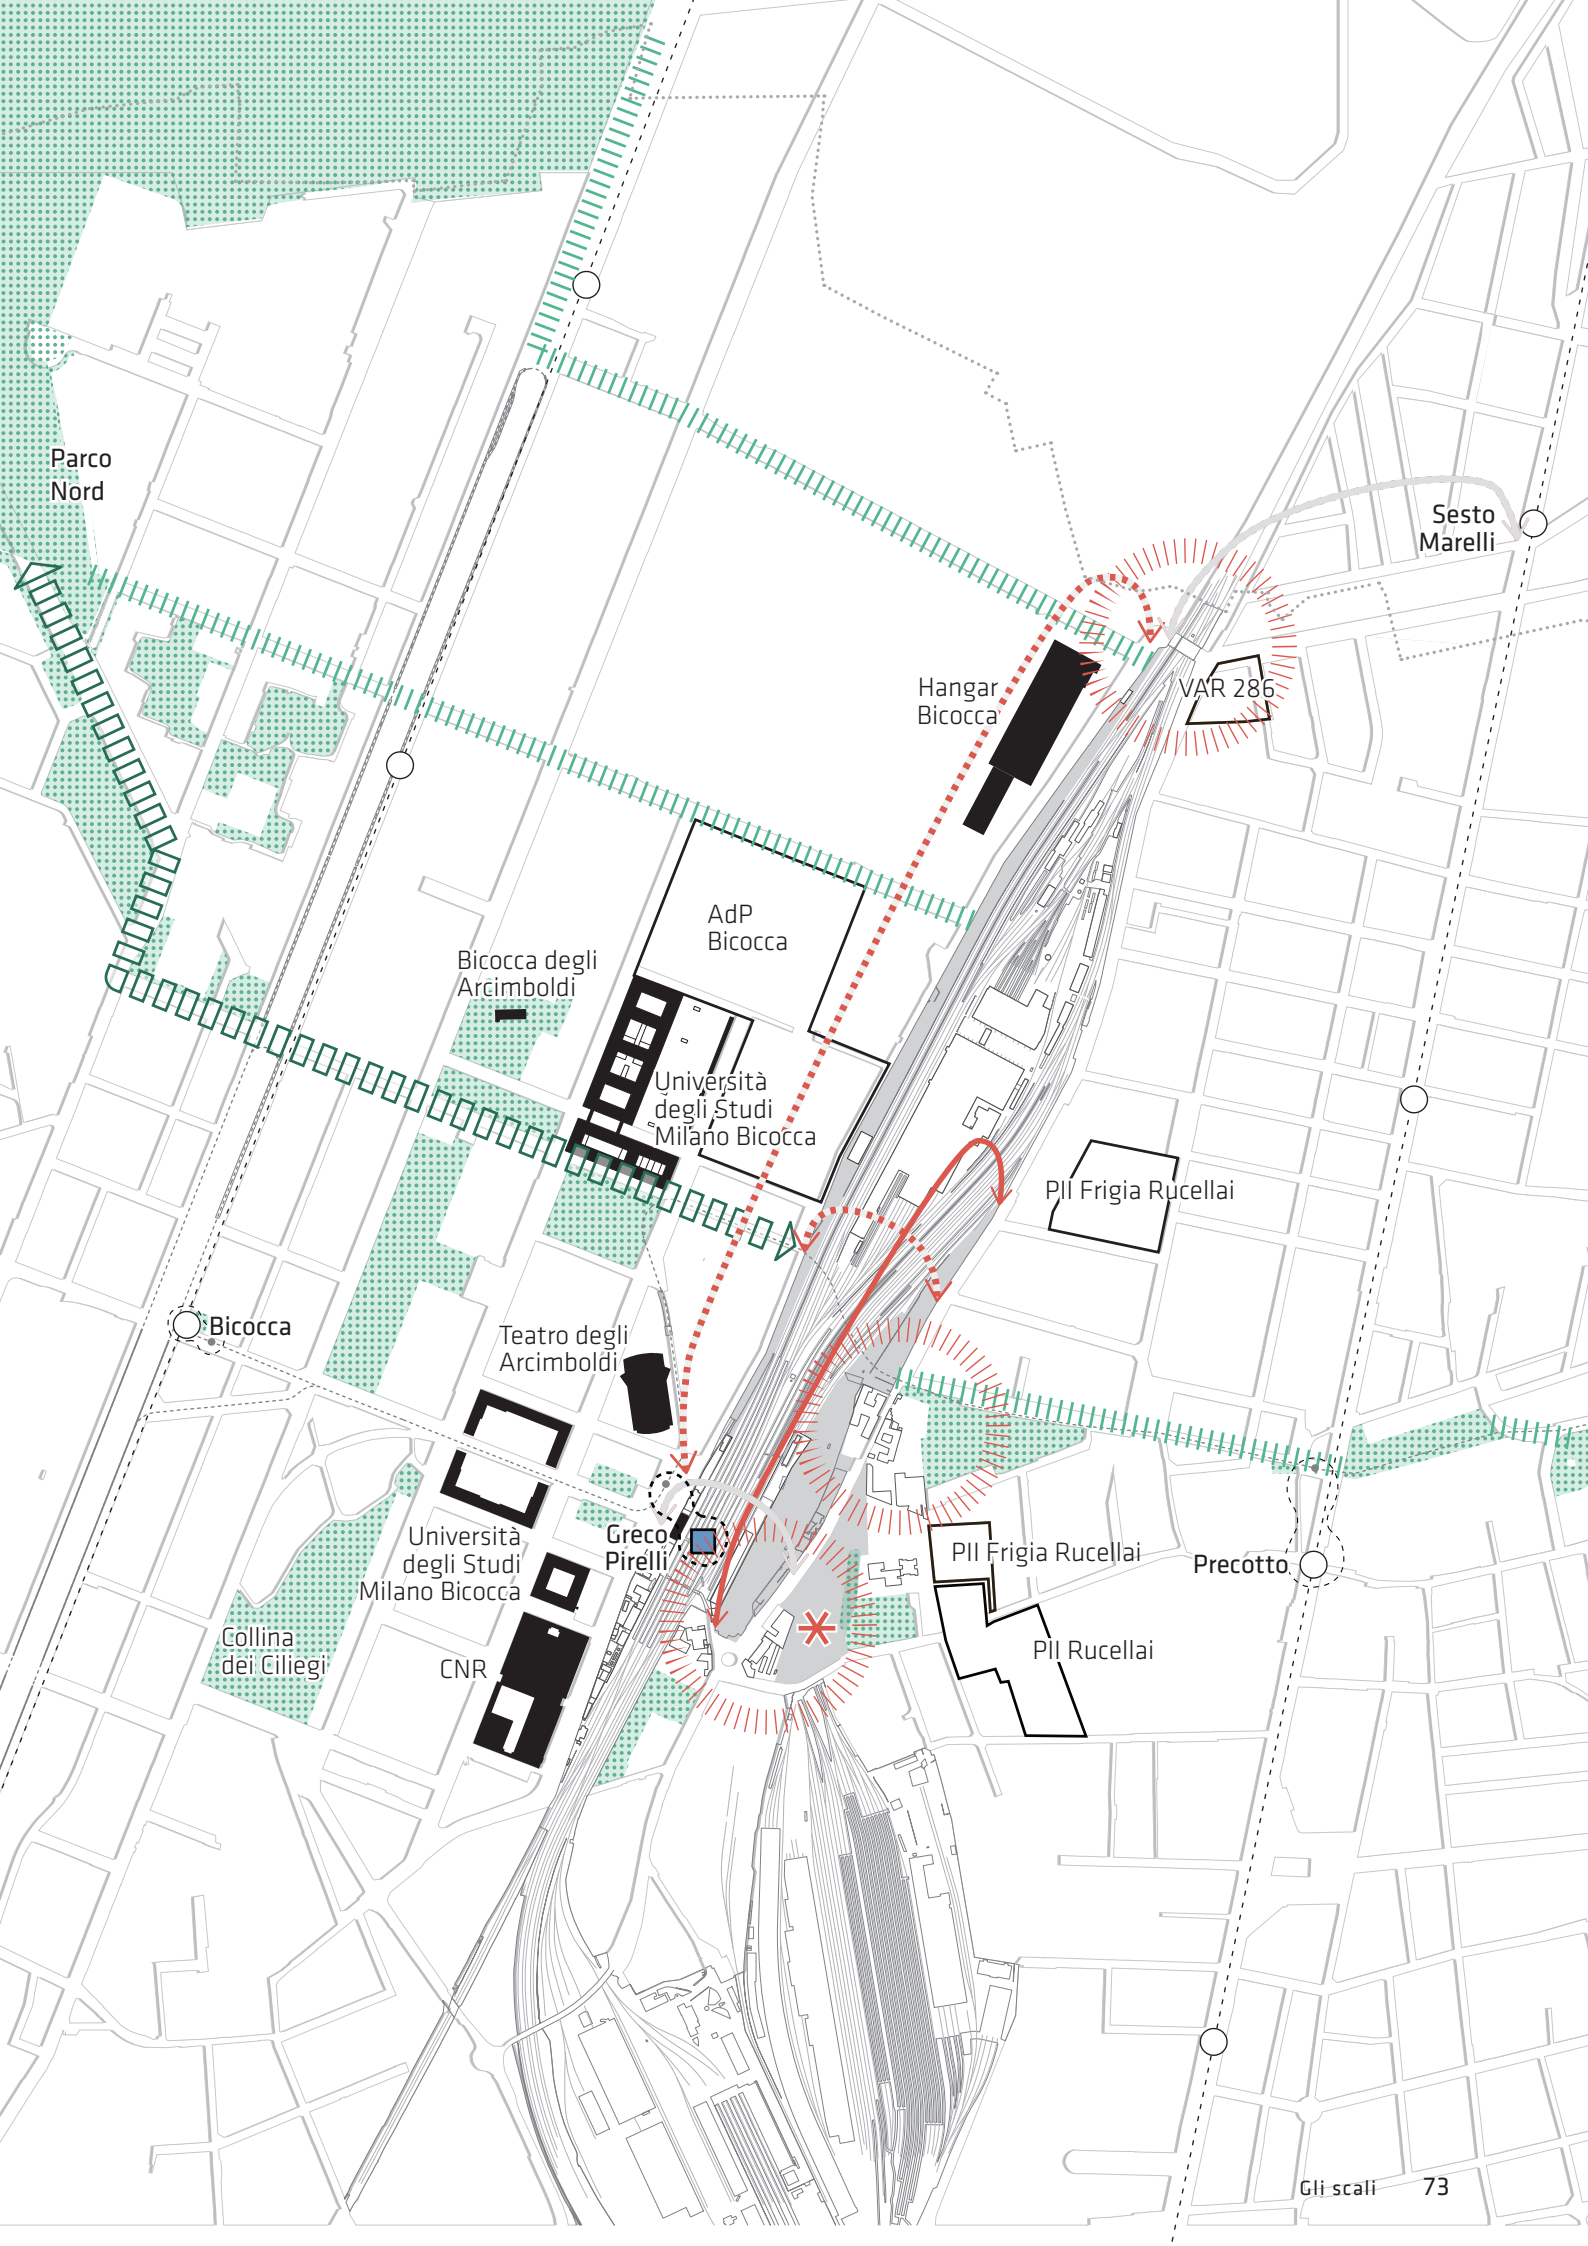 Parco
Nord
Sesto
Marelli
Hangar
Bicocca
VAR 286
AdP
Bicocca
Bicocca degli
Arcimboldi
Università
degli Studi
Milano Bicocca
PII Frigia Rucellai
Bicocca
Teatro degli
Arcimboldi
Università
degli Studi
Milano Bicocca
Greco
Pirelli
PII Frigia Rucellai
Precotto
Collina
dei Ciliegi
CNR
PII Rucellai
Gli scali 73